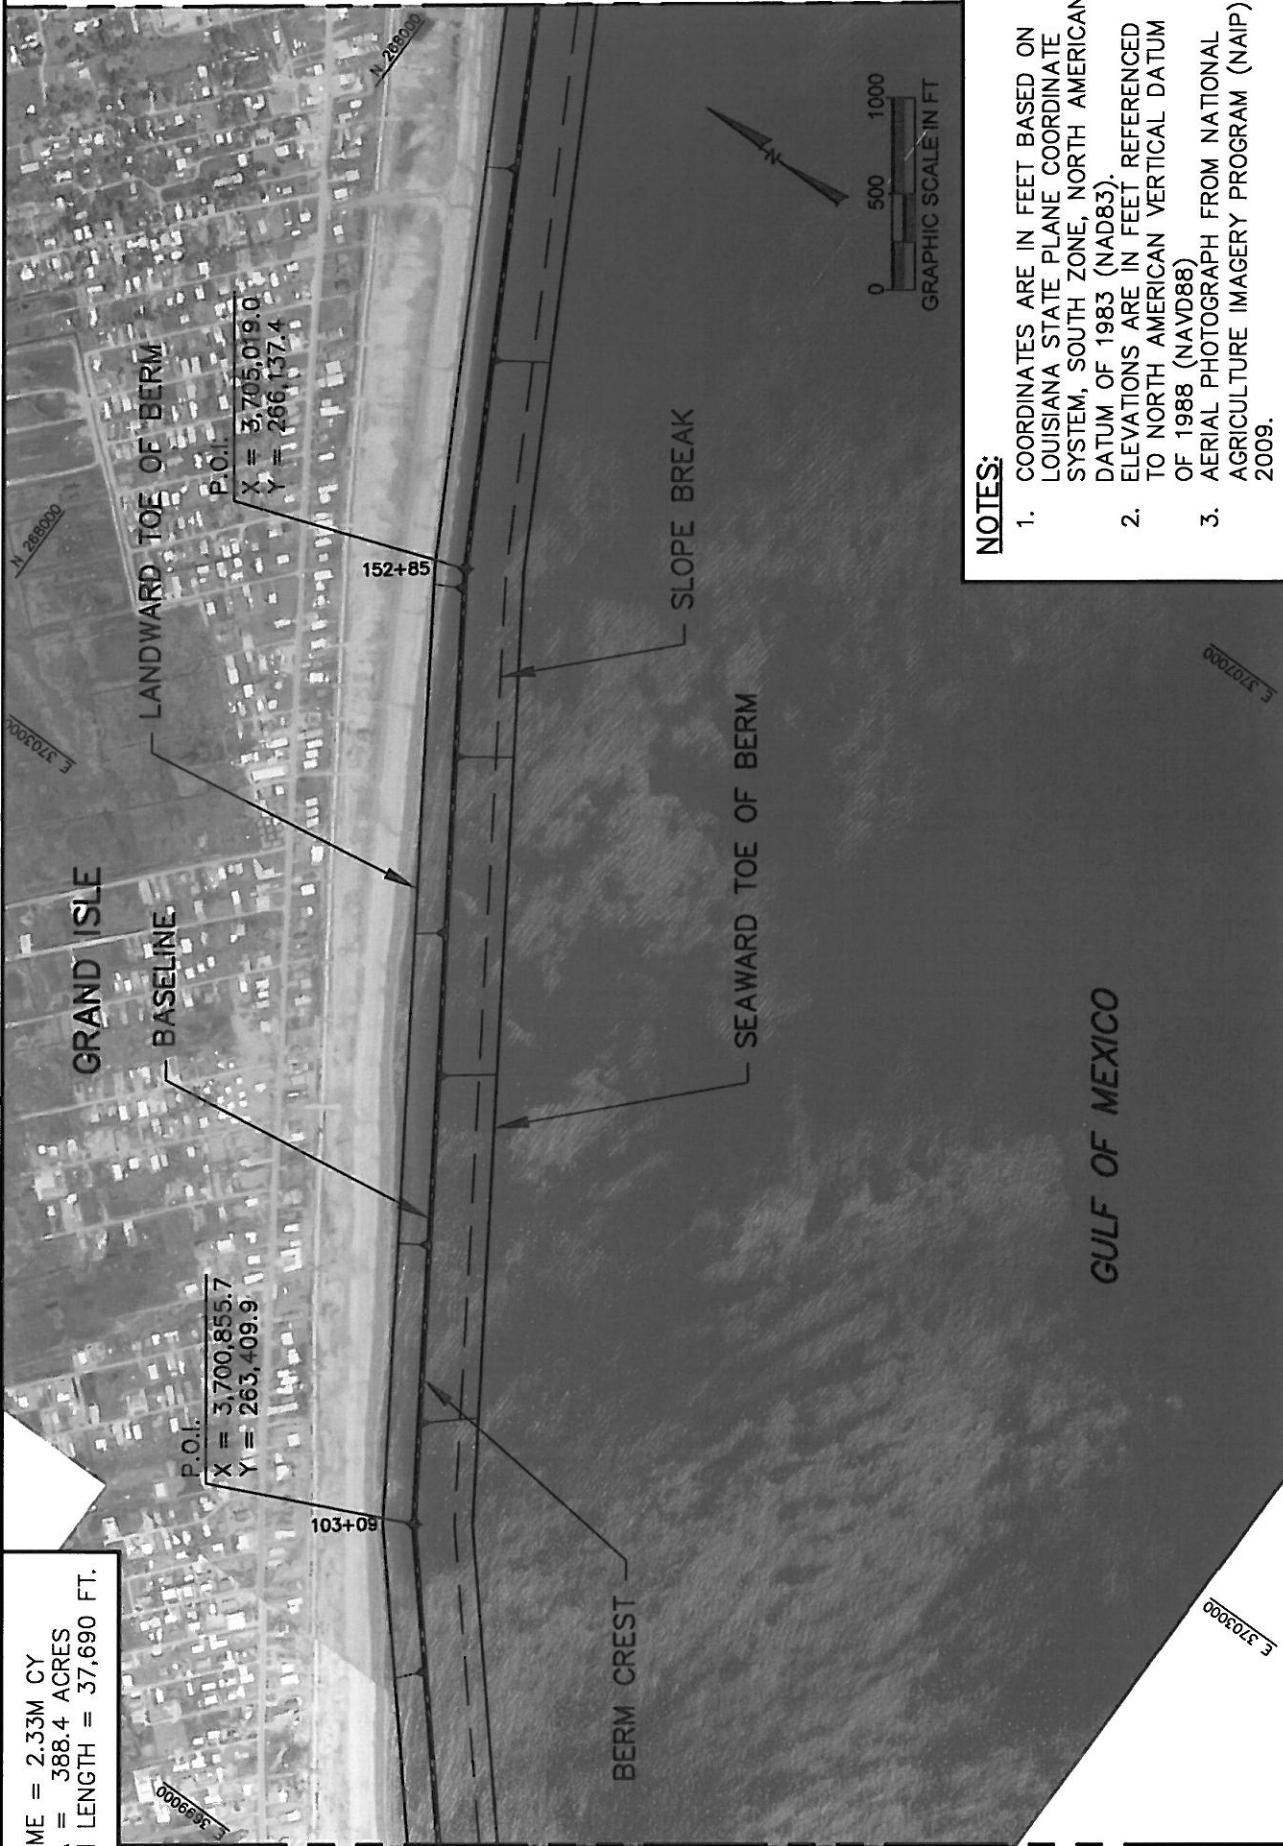 ME = 2.33M CY
= 388.4 ACRES
LENGTH = 37,690 FT.
GRAND ISLE
BASELINE
LANDWARD TOE OF BERM
P.O.I.
X = 3,700,855.7
Y = 263,409.9
103+09
P.O.I.
X = 3,705,019.0
Y = 266,137.4
152+85
N 268000
N 268000
E 3703000
E 3699000
BERM CREST
SEAWARD TOE OF BERM
SLOPE BREAK
GULF OF MEXICO
E 3703000
E 3707000
N
0 500 1000
GRAPHIC SCALE IN FT
NOTES:
1. COORDINATES ARE IN FEET BASED ON
LOUISIANA STATE PLANE COORDINATE
SYSTEM, SOUTH ZONE, NORTH AMERICAN
DATUM OF 1983 (NAD83).
2. ELEVATIONS ARE IN FEET REFERENCED
TO NORTH AMERICAN VERTICAL DATUM
OF 1988 (NAVD88)
3. AERIAL PHOTOGRAPH FROM NATIONAL
AGRICULTURE IMAGERY PROGRAM (NAIP)
2009.